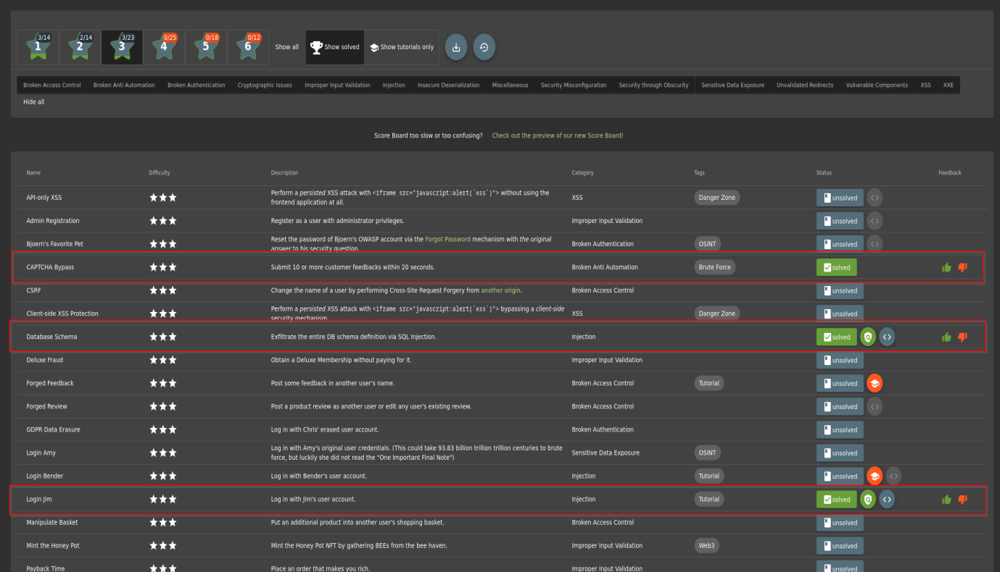 3/14 2/14 3/23 0/25 0/18 0/12
1 2 3 4 5 6 Show all Show solved Show tutorials only
Broken Access Control Broken Anti Automation Broken Authentication Cryptographic Issues Improper Input Validation Injection Insecure Deserialization Miscellaneous Security Misconfiguration Security through Obscurity Sensitive Data Exposure Unvalidated Redirects Vulnerable Components XSS XXE
Hide all
Score Board too slow or too confusing? Check out the preview of our new Score Board!
Name Difficulty Description Category Tags Status Feedback
API-only XSS Perform a persisted XSS attack with <iframe src="javascript:alert(`xss`)"> without using the
frontend application at all. XSS Danger Zone unsolved <>
Admin Registration Register as a user with administrator privileges. Improper Input Validation unsolved <>
Bjoern's Favorite Pet Reset the password of Bjoern's OWASP account via the Forgot Password mechanism with the original
answer to his security question. Broken Authentication OSINT unsolved <>
CAPTCHA Bypass Submit 10 or more customer feedbacks within 20 seconds. Broken Anti Automation Brute Force solved
CSRF Change the name of a user by performing Cross-Site Request Forgery from another origin. Broken Access Control unsolved
Client-side XSS Protection Perform a persisted XSS attack with <iframe src="javascript:alert(`xss`)"> bypassing a client-side
security mechanism. XSS Danger Zone unsolved
Database Schema Exfiltrate the entire DB schema definition via SQL Injection. Injection solved <>
Deluxe Fraud Obtain a Deluxe Membership without paying for it. Improper Input Validation unsolved
Forged Feedback Post some feedback in another user's name. Broken Access Control Tutorial unsolved
Forged Review Post a product review as another user or edit any user's existing review. Broken Access Control unsolved <>
GDPR Data Erasure Log in with Chris' erased user account. Broken Authentication unsolved
Login Amy Log in with Amy's original user credentials. (This could take 93.83 billion trillion trillion centuries to brute
force, but luckily she did not read the "One Important Final Note") Sensitive Data Exposure OSINT unsolved
Login Bender Log in with Bender's user account. Injection Tutorial unsolved <>
Login Jim Log in with Jim's user account. Injection Tutorial solved <>
Manipulate Basket Put an additional product into another user's shopping basket. Broken Access Control unsolved
Mint the Honey Pot Mint the Honey Pot NFT by gathering BEEs from the bee haven. Improper Input Validation Web3 unsolved
Payback Time Place an order that makes you rich. Improper Input Validation unsolved